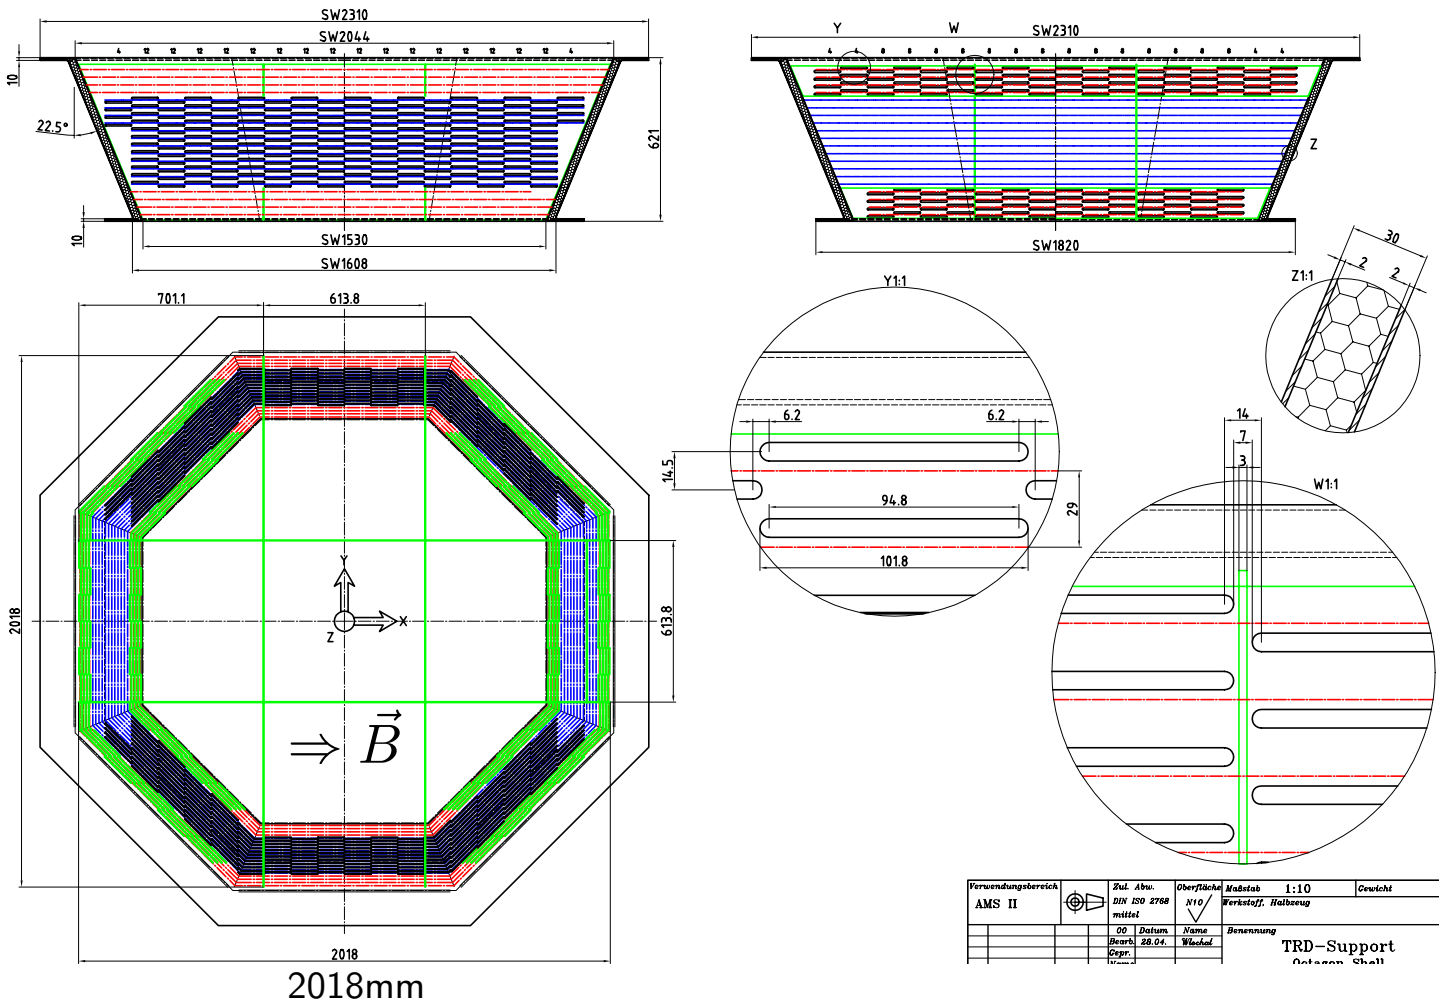 SW2310
SW2044
4 12 12 12 12 12 12 12 12 12 12 12 12 12 12 12 12 4
10
22.5°
621
10
SW1530
SW1608
Y
W
SW2310
4 4 8 8 8 8 8 8 8 8 8 8 8 8 8 8 4 4
Z
SW1820
30
2
2
Z1:1
701.1
613.8
2018
613.8
Y
X
Z
⇒ B⃗
2018
2018mm
Y1:1
6.2
6.2
14.5
94.8
29
101.8
14
7
3
W1:1
Verwendungsbereich
AMS II
Zul. Abw.
DIN ISO 2768
mittel
Oberfläche
N10
Maßstab 1:10
Gewicht
Werkstoff, Halbzeug
00 Datum Name
Bearb. 28.04. Wlochal
Gepr.
Benennung
TRD-Support
Octagon Shell